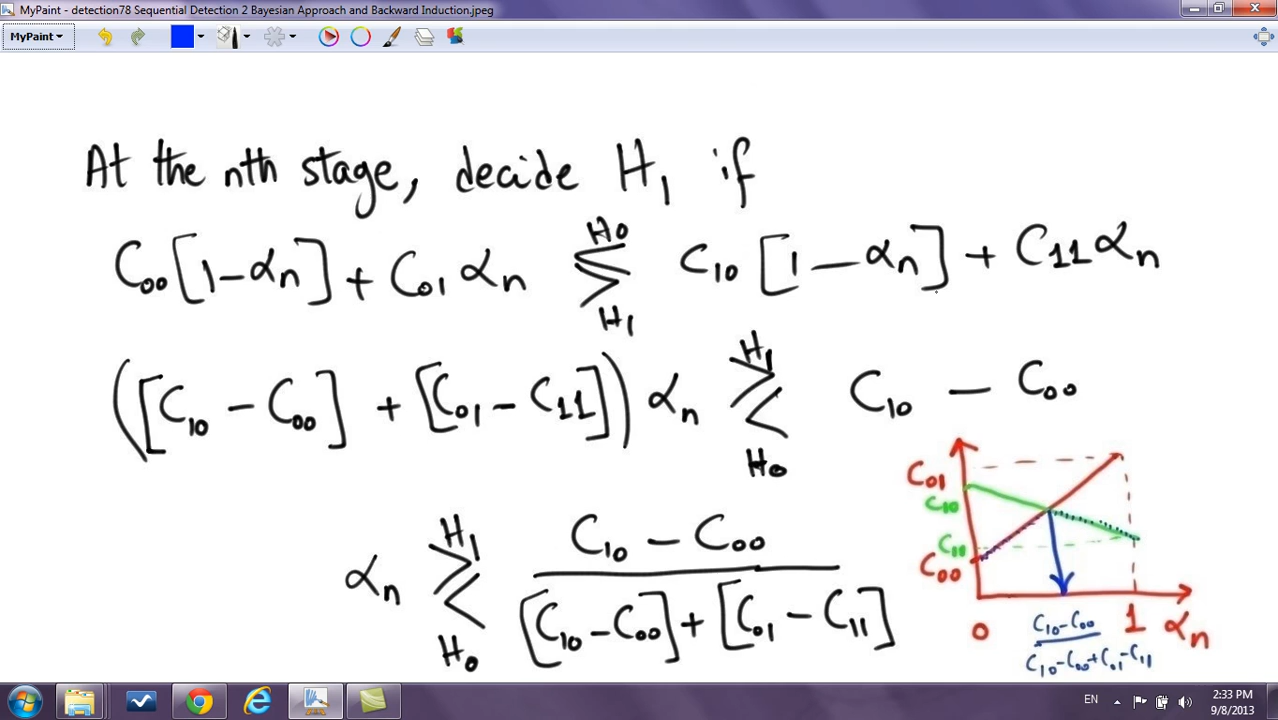 MyPaint - detection78 Sequential Detection 2 Bayesian Approach and Backward Induction.jpeg
MyPaint
At the nth stage, decide H₁ if
C₀₀[1-αₙ]+C₀₁αₙ ≶ C₁₀[1-αₙ]+C₁₁αₙ
H₀
H₁
([C₁₀-C₀₀]+[C₀₁-C₁₁])αₙ ≷ C₁₀-C₀₀
H₁
H₀
αₙ ≷ (C₁₀-C₀₀)/([C₁₀-C₀₀]+[C₀₁-C₁₁])
H₁
H₀
C₀₁
C₁₀
C₁₁
C₀₀
0
C₁₀-C₀₀
C₁₀-C₀₀+C₀₁-C₁₁
1
αₙ
EN
2:33 PM
9/8/2013